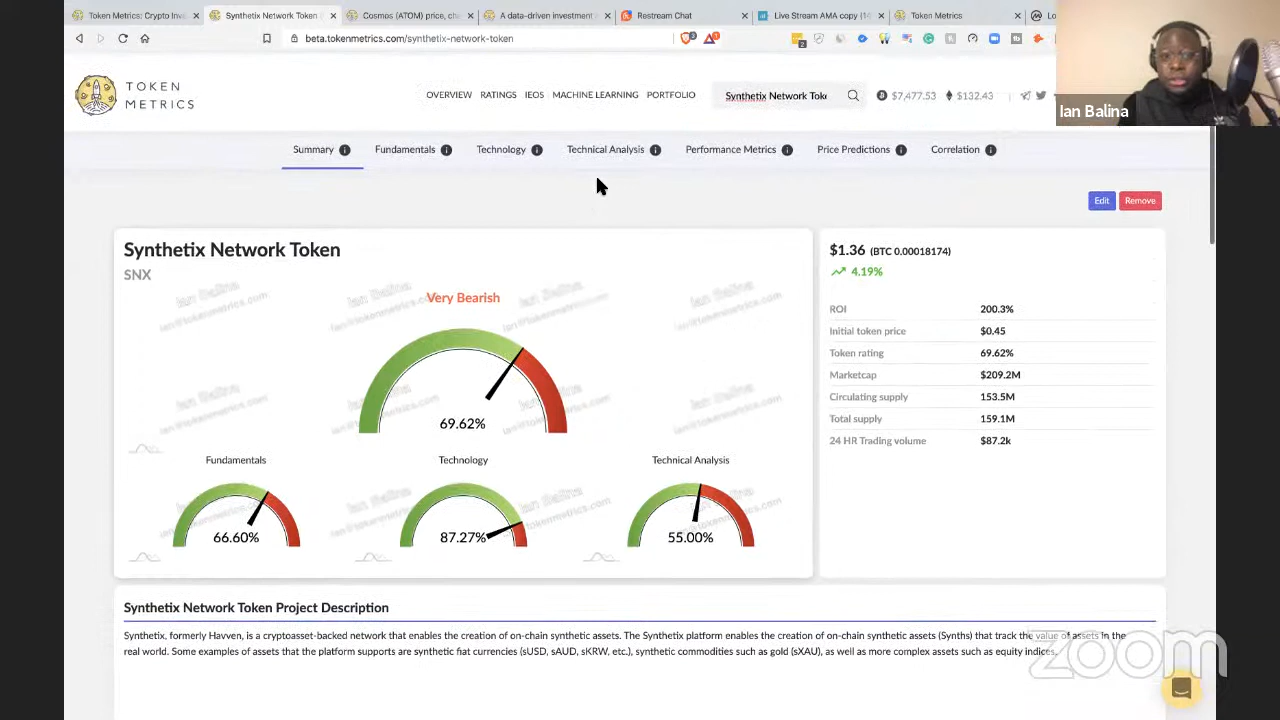 Token Metrics: Crypto Inve
Synthetix Network Token
Cosmos (ATOM) price, ch
A data-driven investment
Restream Chat
Live Stream AMA copy (1
Token Metrics
Lo
beta.tokenmetrics.com/synthetix-network-token
TOKEN
METRICS
OVERVIEW RATINGS IEOS MACHINE LEARNING PORTFOLIO
Synthetix Network Toke
$7,477.53 $132.43
Ian Balina
Summary Fundamentals Technology Technical Analysis Performance Metrics Price Predictions Correlation
Edit Remove
Synthetix Network Token
SNX
Very Bearish
69.62%
Fundamentals Technology Technical Analysis
66.60% 87.27% 55.00%
Ian Balina
ian@tokenmetrics.com
$1.36 (BTC 0.00018174)
4.19%
ROI 200.3%
Initial token price $0.45
Token rating 69.62%
Marketcap $209.2M
Circulating supply 153.5M
Total supply 159.1M
24 HR Trading volume $87.2k
Synthetix Network Token Project Description
Synthetix, formerly Havven, is a cryptoasset-backed network that enables the creation of on-chain synthetic assets. The Synthetix platform enables the creation of on-chain synthetic assets (Synths) that track the value of assets in the
real world. Some examples of assets that the platform supports are synthetic fiat currencies (sUSD, sAUD, sKRW, etc.), synthetic commodities such as gold (sXAU), as well as more complex assets such as equity indices.
zoom